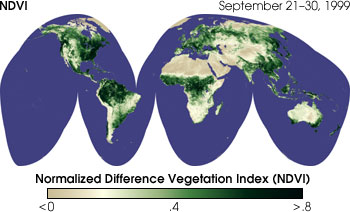 NDVI
September 21–30, 1999
Normalized Difference Vegetation Index (NDVI)
<0 .4 >.8